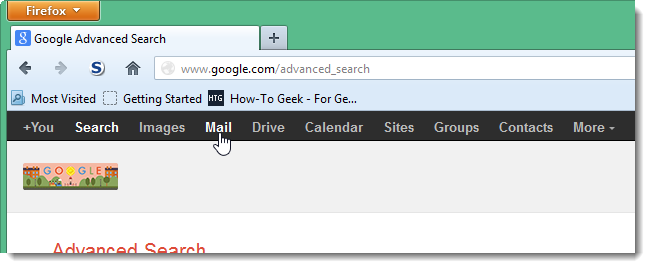 Firefox
Google Advanced Search
www.google.com/advanced_search
Most Visited Getting Started HTG How-To Geek - For Ge...
+You Search Images Mail Drive Calendar Sites Groups Contacts More
GOOGLE
Advanced Search